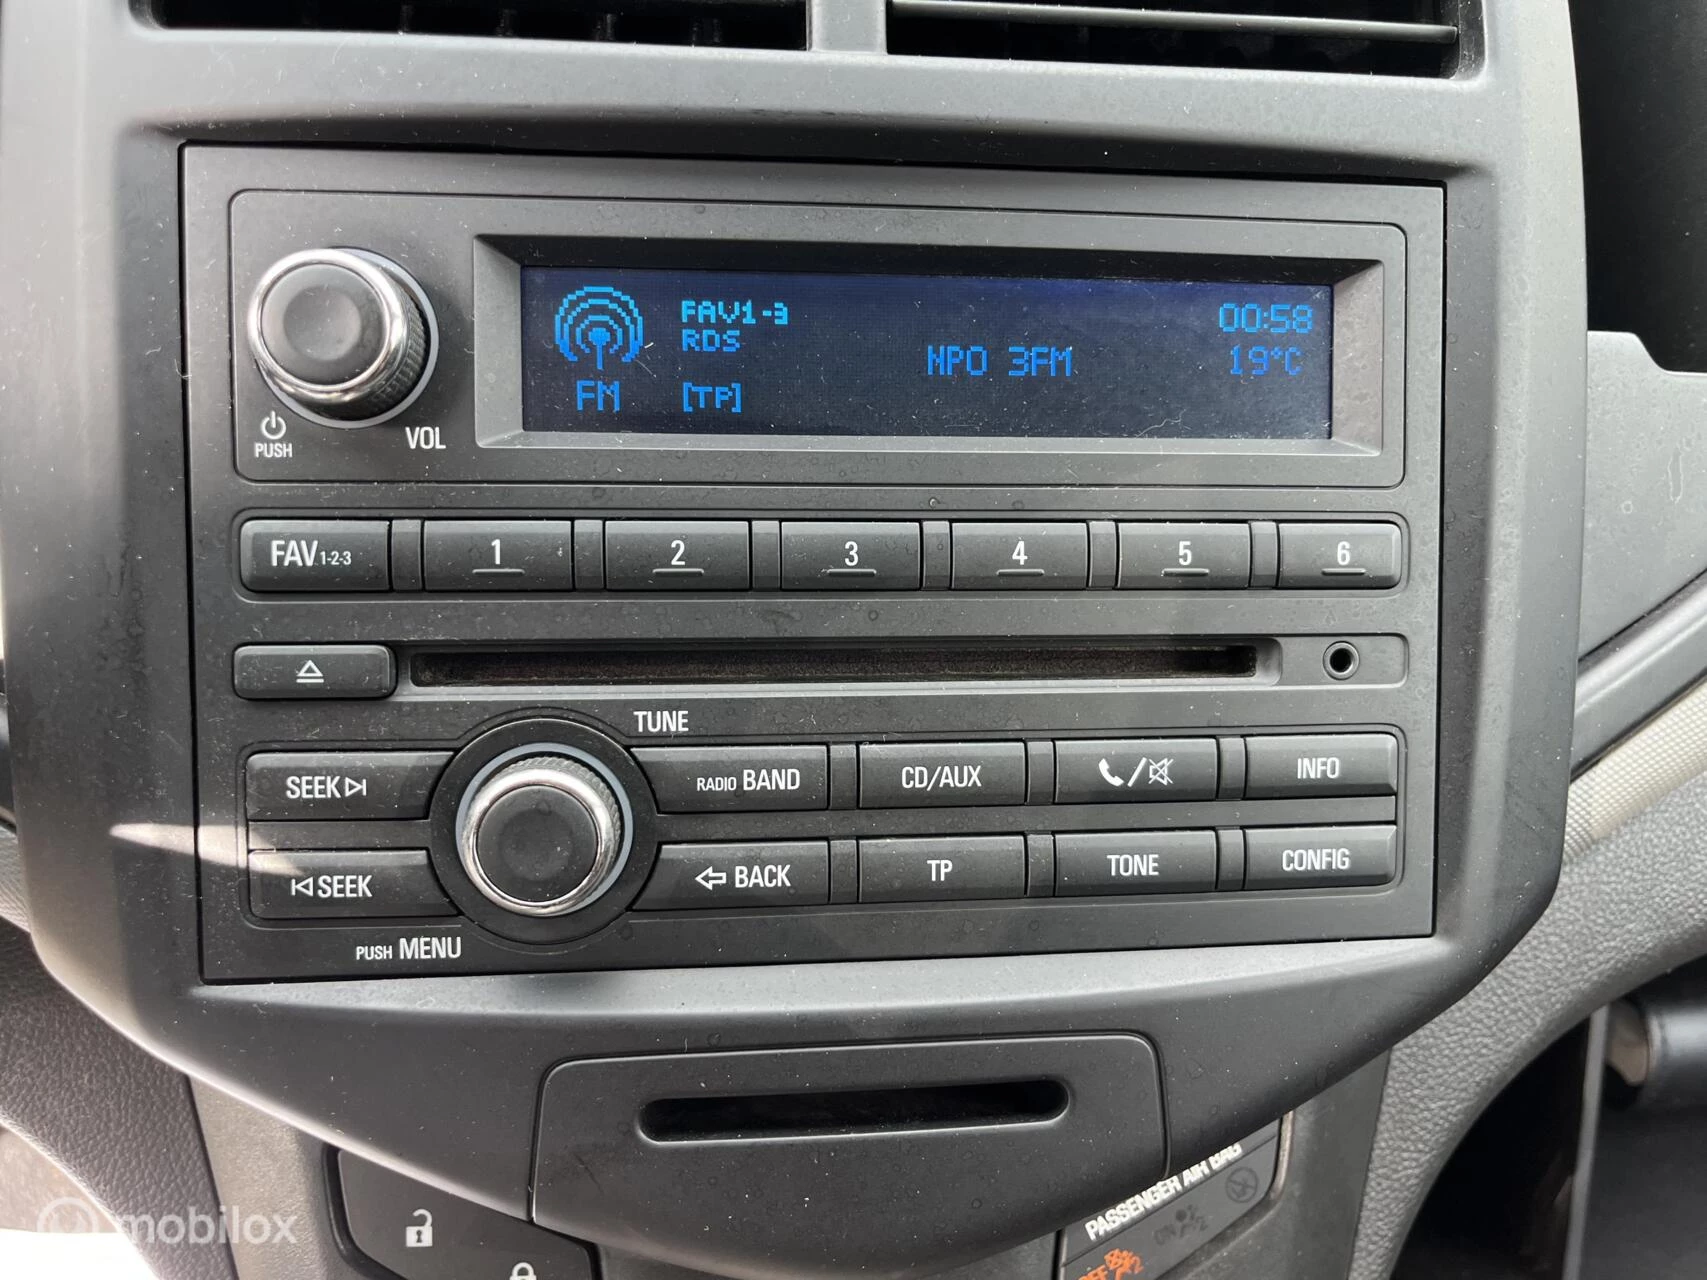 FAV1-3
00:58
RDS
NPO 3FM
19°C
FM
[TP]
PUSH
VOL
FAV1-2-3
1
2
3
4
5
6
TUNE
SEEK
RADIO BAND
CD/AUX
INFO
SEEK
BACK
TP
TONE
CONFIG
PUSH MENU
PASSENGER AIR BAG
mobilox